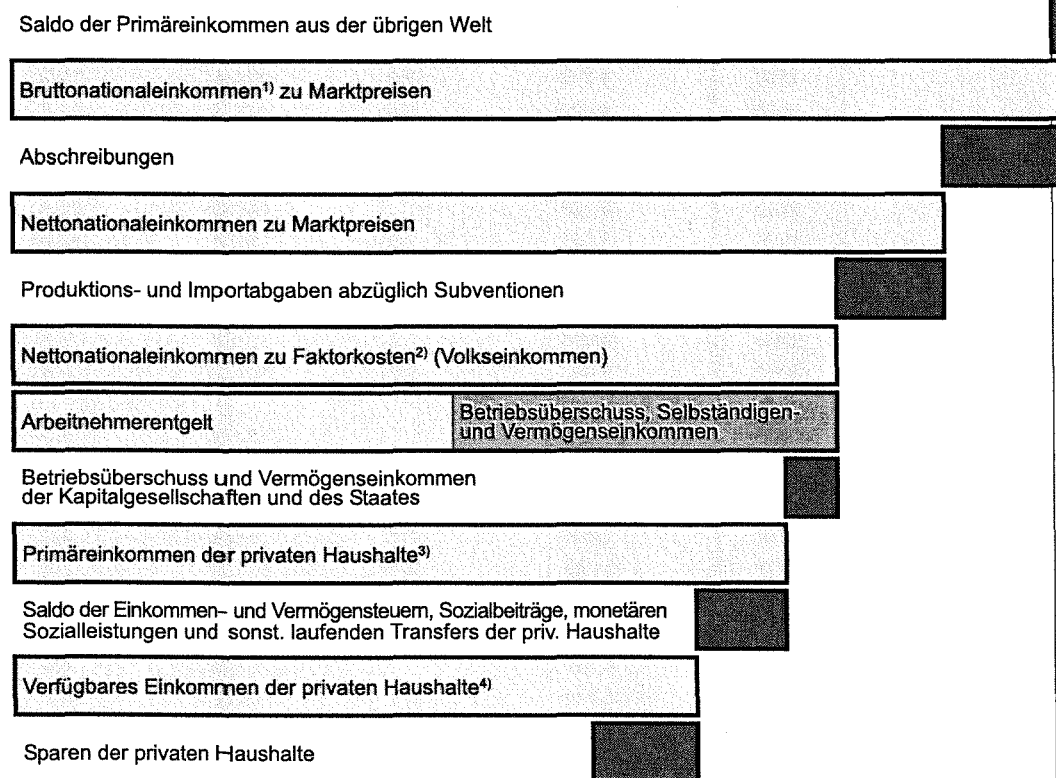 Saldo der Primäreinkommen aus der übrigen Welt
Bruttonationaleinkommen¹⁾ zu Marktpreisen
Abschreibungen
Nettonationaleinkommen zu Marktpreisen
Produktions- und Importabgaben abzüglich Subventionen
Nettonationaleinkommen zu Faktorkosten²⁾ (Volkseinkommen)
Arbeitnehmerentgelt
Betriebsüberschuss, Selbständigen-
und Vermögenseinkommen
Betriebsüberschuss und Vermögenseinkommen
der Kapitalgesellschaften und des Staates
Primäreinkommen der privaten Haushalte³⁾
Saldo der Einkommen- und Vermögensteuern, Sozialbeiträge, monetären
Sozialleistungen und sonst. laufenden Transfers der priv. Haushalte
Verfügbares Einkommen der privaten Haushalte⁴⁾
Sparen der privaten Haushalte